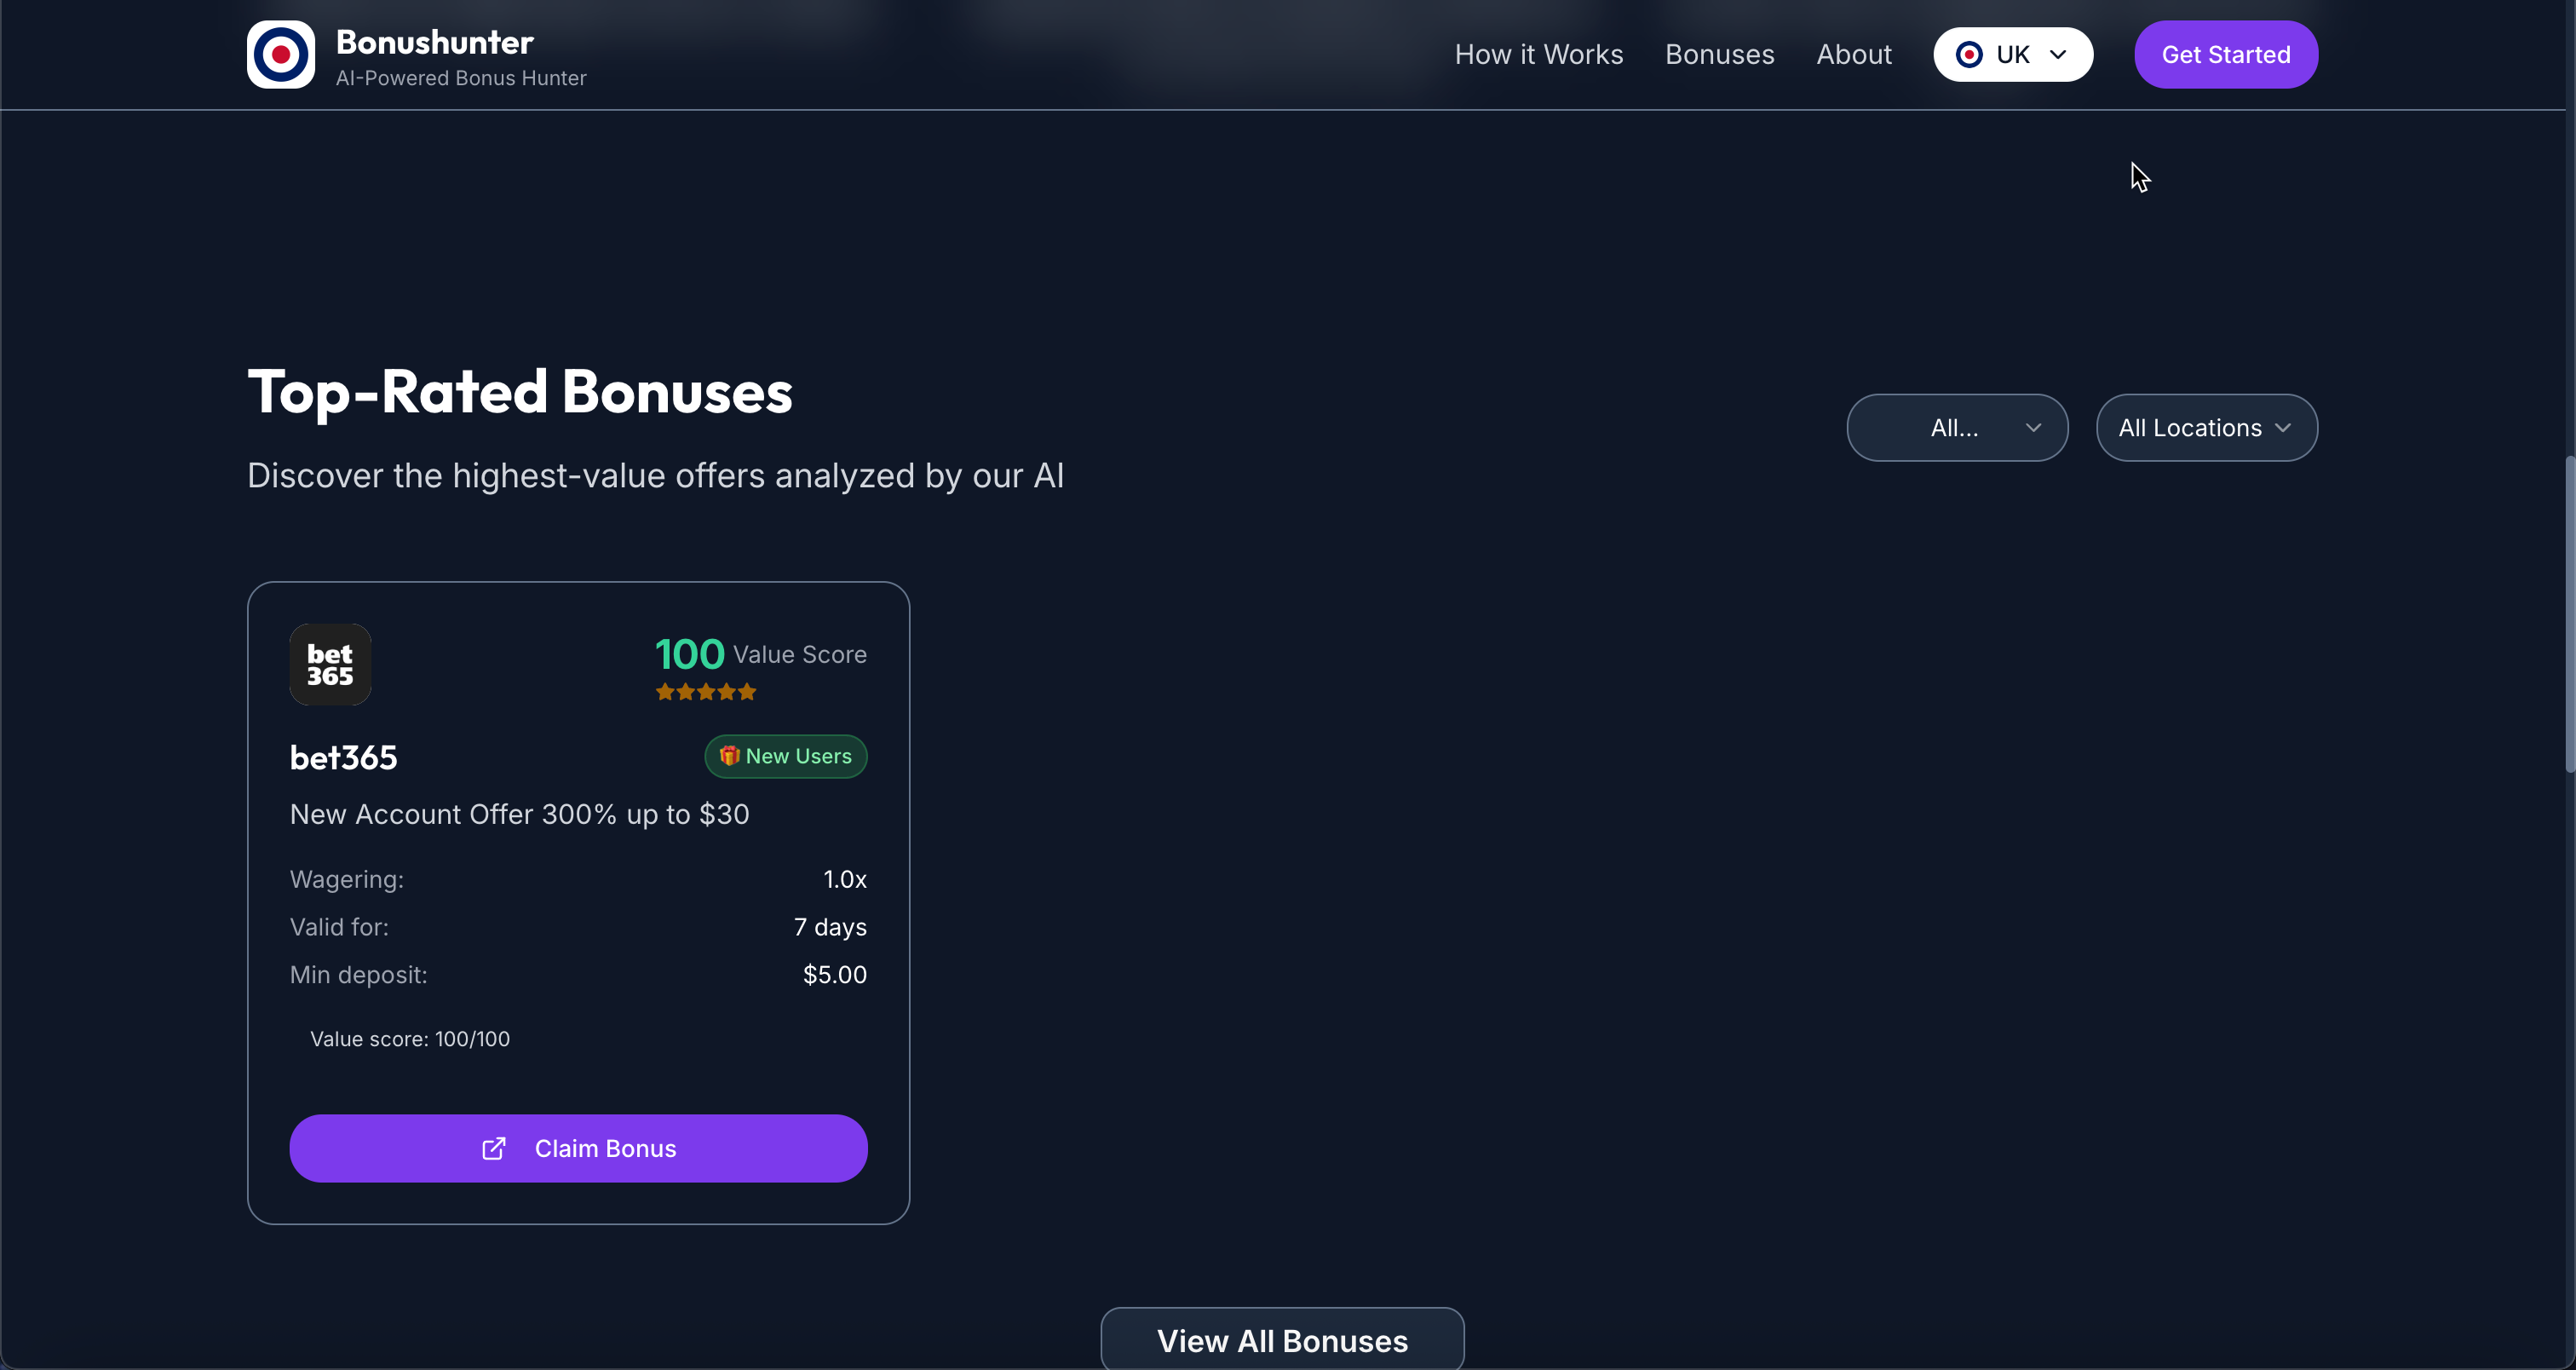 Bonushunter
AI-Powered Bonus Hunter
How it Works
Bonuses
About
UK
Get Started
Top-Rated Bonuses
Discover the highest-value offers analyzed by our AI
All...
All Locations
bet
365
100 Value Score
bet365
🎁 New Users
New Account Offer 300% up to $30
Wagering: 1.0x
Valid for: 7 days
Min deposit: $5.00
Value score: 100/100
Claim Bonus
View All Bonuses